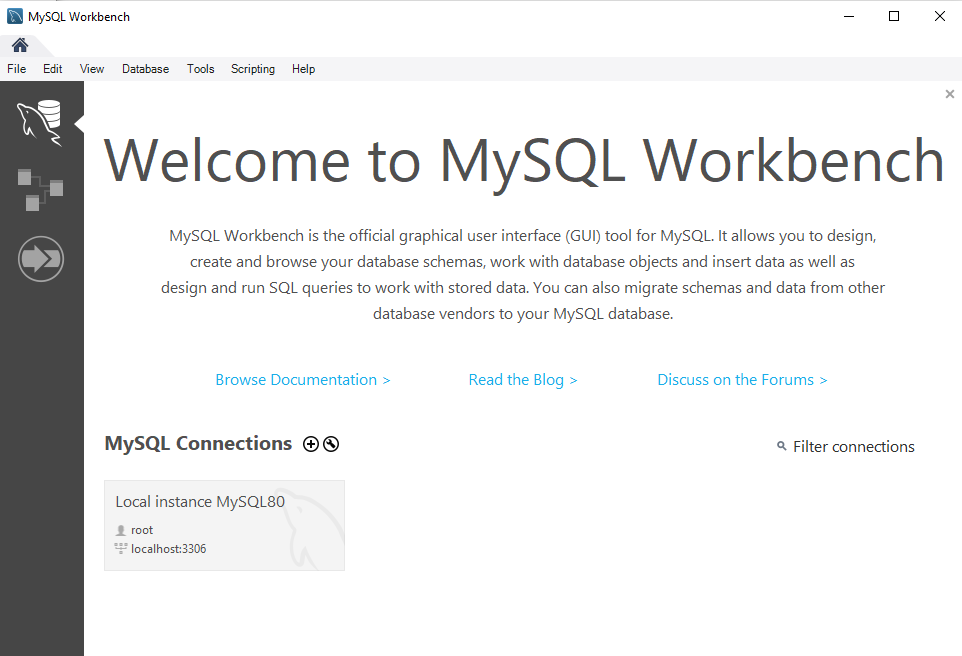 MySQL Workbench
File Edit View Database Tools Scripting Help
Welcome to MySQL Workbench
MySQL Workbench is the official graphical user interface (GUI) tool for MySQL. It allows you to design,
create and browse your database schemas, work with database objects and insert data as well as
design and run SQL queries to work with stored data. You can also migrate schemas and data from other
database vendors to your MySQL database.
Browse Documentation > Read the Blog > Discuss on the Forums >
MySQL Connections Filter connections
Local instance MySQL80
root
localhost:3306